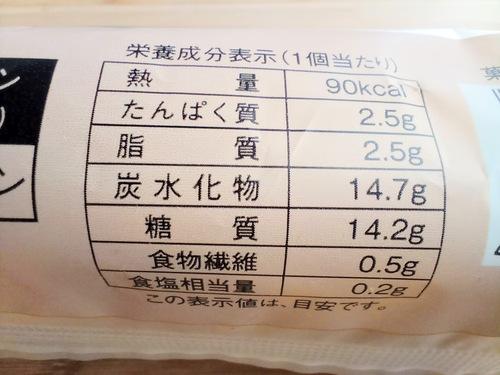 栄養成分表示(1個当たり)
熱量 90kcal
たんぱく質 2.5g
脂質 2.5g
炭水化物 14.7g
糖質 14.2g
食物繊維 0.5g
食塩相当量 0.2g
この表示値は、目安です。